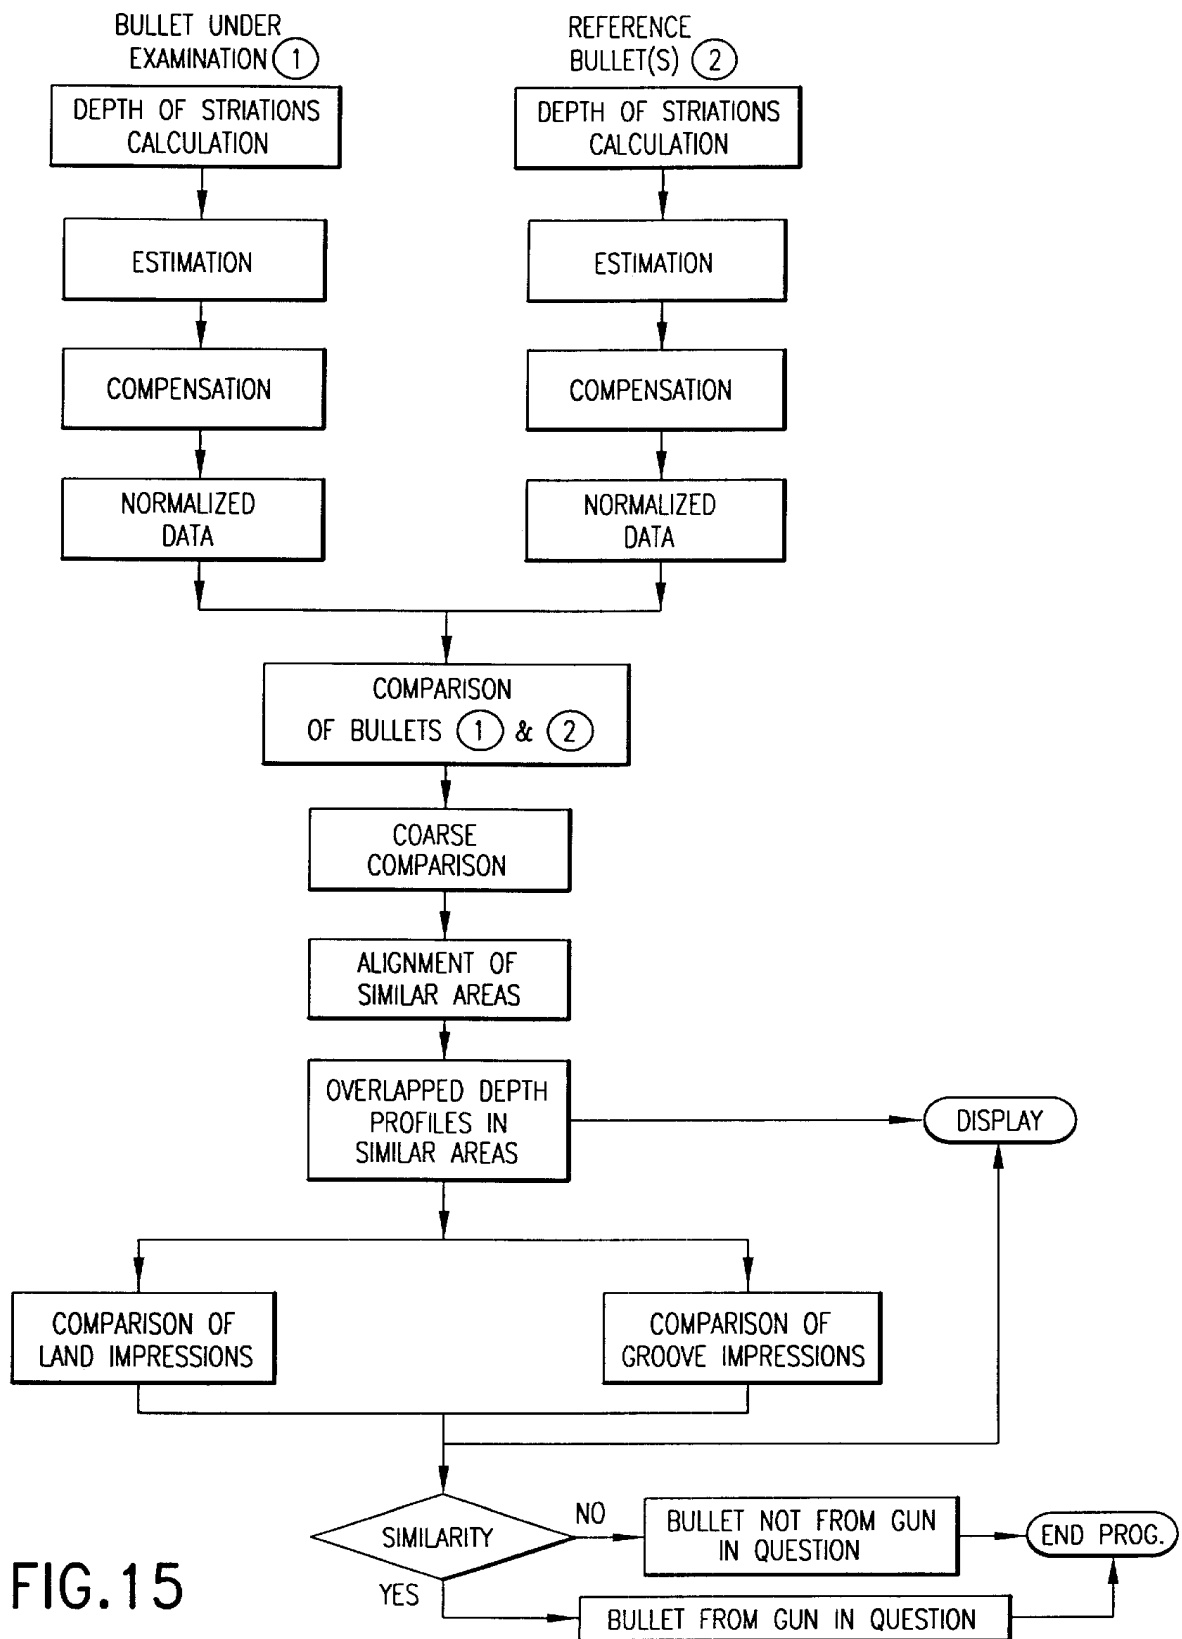 BULLET UNDER
EXAMINATION 1
REFERENCE
BULLET(S) 2
DEPTH OF STRIATIONS
CALCULATION
DEPTH OF STRIATIONS
CALCULATION
ESTIMATION
ESTIMATION
COMPENSATION
COMPENSATION
NORMALIZED
DATA
NORMALIZED
DATA
COMPARISON
OF BULLETS 1 & 2
COARSE
COMPARISON
ALIGNMENT OF
SIMILAR AREAS
OVERLAPPED DEPTH
PROFILES IN
SIMILAR AREAS
DISPLAY
COMPARISON OF
LAND IMPRESSIONS
COMPARISON OF
GROOVE IMPRESSIONS
SIMILARITY
NO
BULLET NOT FROM GUN
IN QUESTION
END PROG.
YES
BULLET FROM GUN IN QUESTION
FIG.15